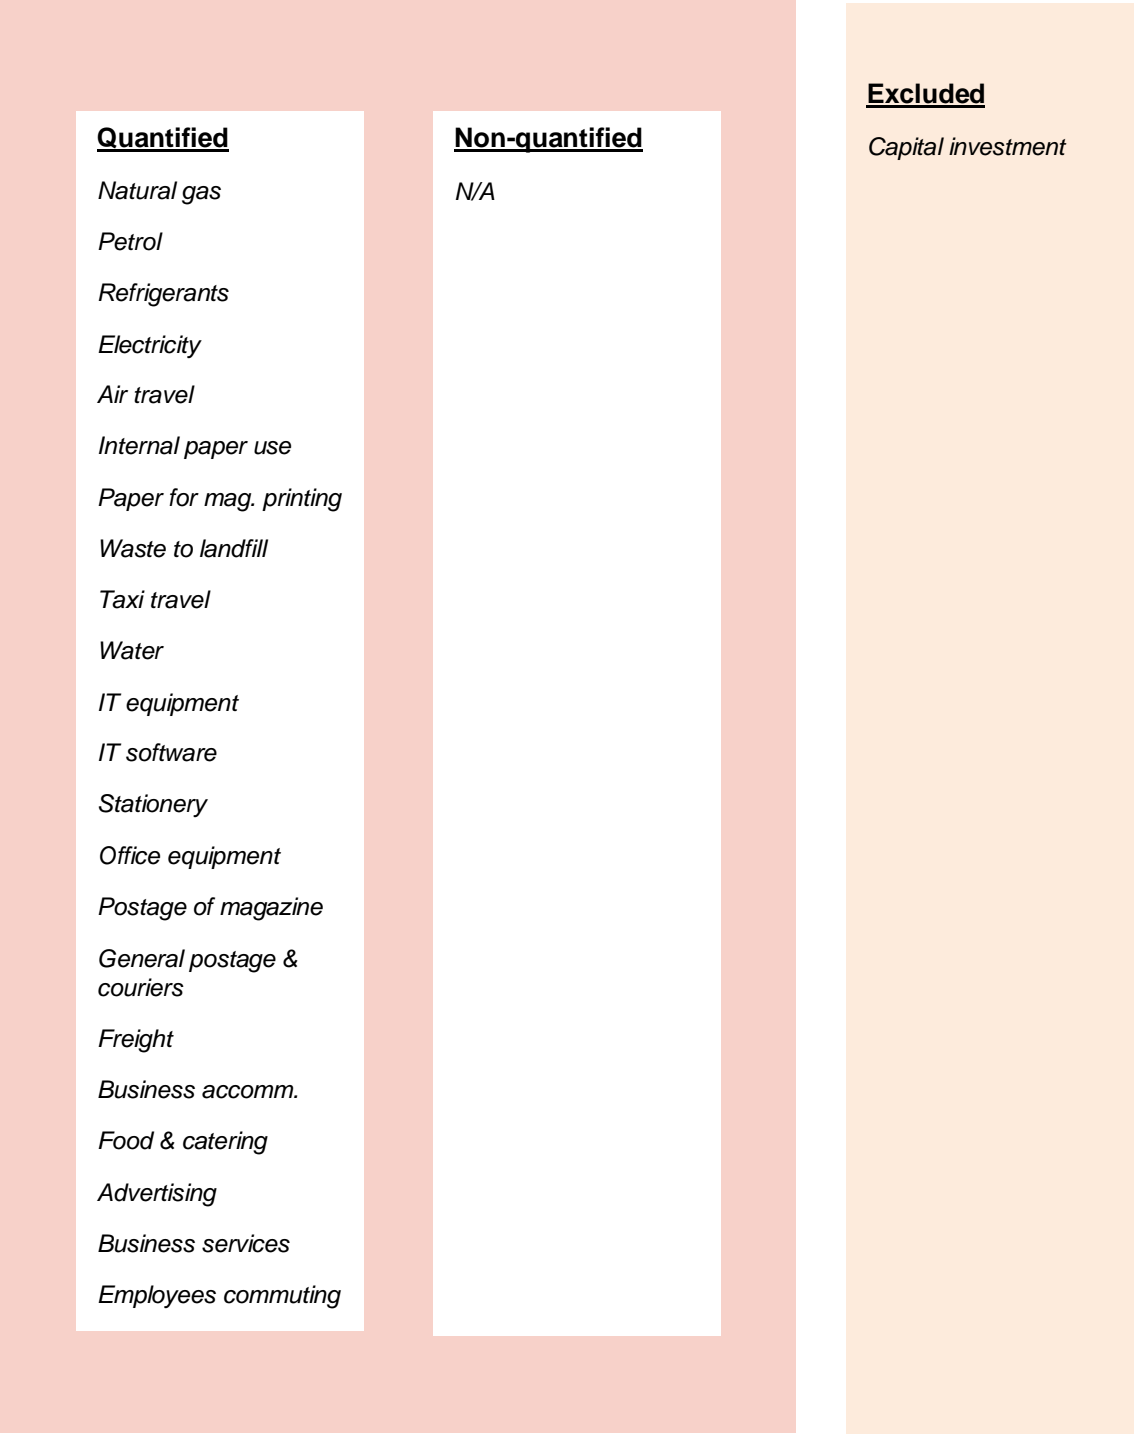 Quantified
Natural gas
Petrol
Refrigerants
Electricity
Air travel
Internal paper use
Paper for mag. printing
Waste to landfill
Taxi travel
Water
IT equipment
IT software
Stationery
Office equipment
Postage of magazine
General postage &
couriers
Freight
Business accomm.
Food & catering
Advertising
Business services
Employees commuting
Non-quantified
N/A
Excluded
Capital investment